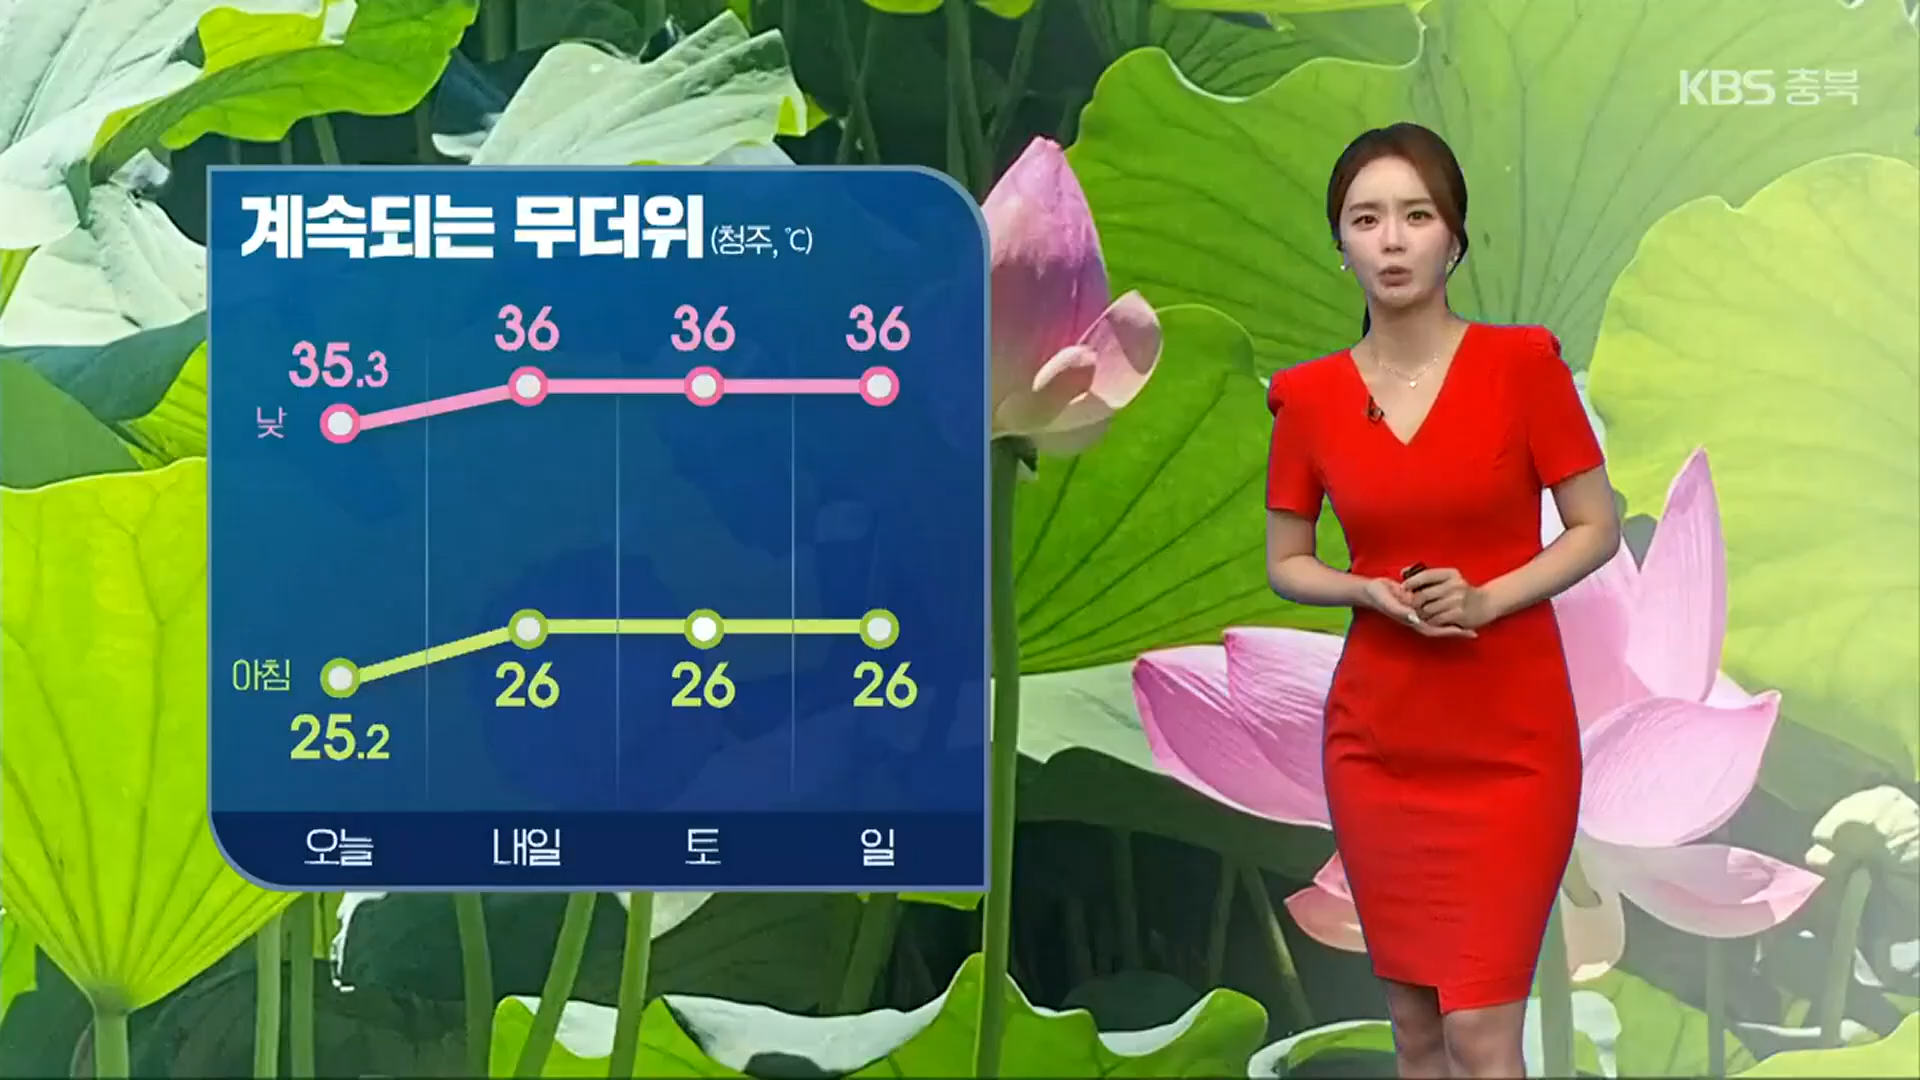 KBS 충북
계속되는 무더위 (청주, ℃)
35.3 36 36 36
낮
아침
25.2 26 26 26
오늘 내일 토 일